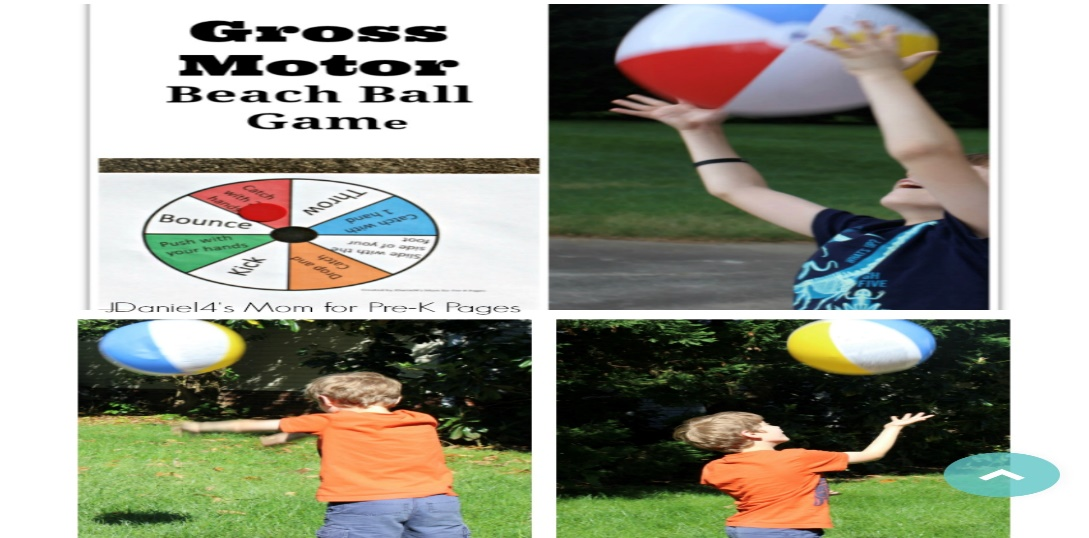 Gross
Motor
Beach Ball
Game
Catch
with
hands
Throw
Catch with
1 hand
Slide with the
side of your
foot
Drop and
Catch
Kick
Push with
your hands
Bounce
JDaniel4's Mom for Pre-K Pages
FIVE